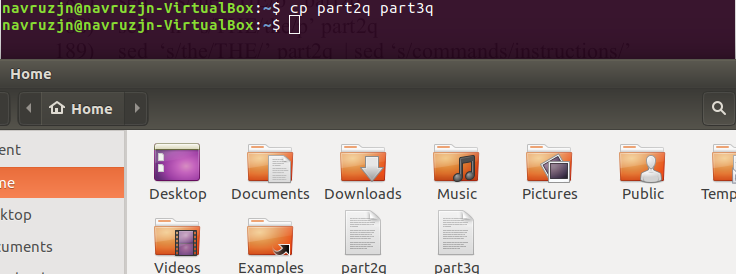 navruzjn@navruzjn-VirtualBox:~$ cp part2q part3q
navruzjn@navruzjn-VirtualBox:~$
part2q
189) sed 's/the/THE/' part2q | sed 's/commands/instructions/'
Home
Home
ent
Desktop Documents Downloads Music Pictures Public Temp
me
ktop
cuments
Videos Examples part2q part3q